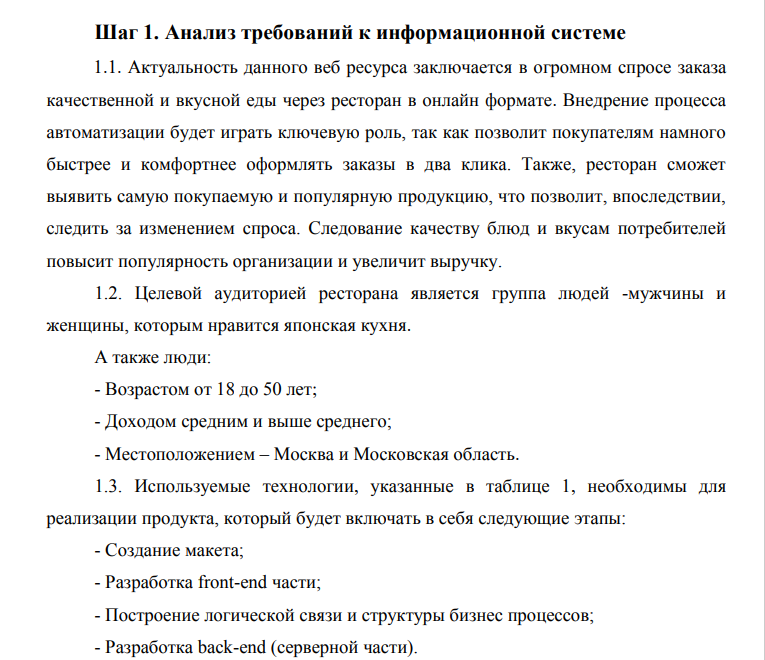 Шаг 1. Анализ требований к информационной системе
1.1. Актуальность данного веб ресурса заключается в огромном спросе заказа
качественной и вкусной еды через ресторан в онлайн формате. Внедрение процесса
автоматизации будет играть ключевую роль, так как позволит покупателям намного
быстрее и комфортнее оформлять заказы в два клика. Также, ресторан сможет
выявить самую покупаемую и популярную продукцию, что позволит, впоследствии,
следить за изменением спроса. Следование качеству блюд и вкусам потребителей
повысит популярность организации и увеличит выручку.
1.2. Целевой аудиторией ресторана является группа людей -мужчины и
женщины, которым нравится японская кухня.
А также люди:
- Возрастом от 18 до 50 лет;
- Доходом средним и выше среднего;
- Местоположением – Москва и Московская область.
1.3. Используемые технологии, указанные в таблице 1, необходимы для
реализации продукта, который будет включать в себя следующие этапы:
- Создание макета;
- Разработка front-end части;
- Построение логической связи и структуры бизнес процессов;
- Разработка back-end (серверной части).